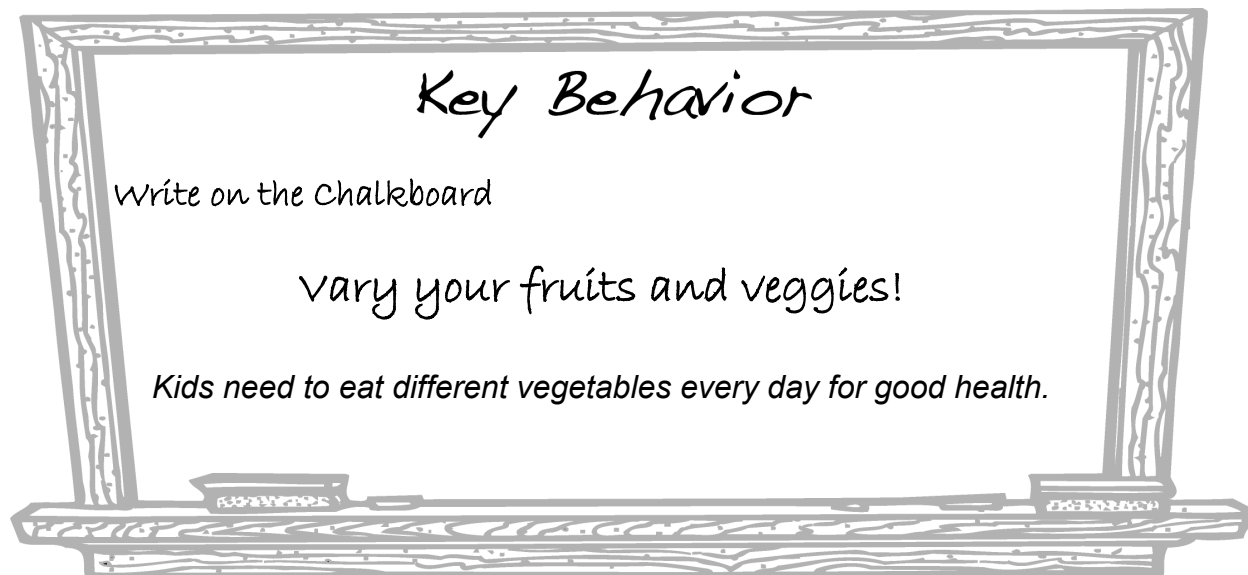 Key Behavior
Write on the Chalkboard
Vary your fruits and veggies!
Kids need to eat different vegetables every day for good health.